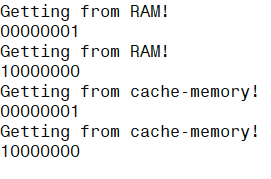 Getting from RAM!
00000001
Getting from RAM!
10000000
Getting from cache-memory!
00000001
Getting from cache-memory!
10000000